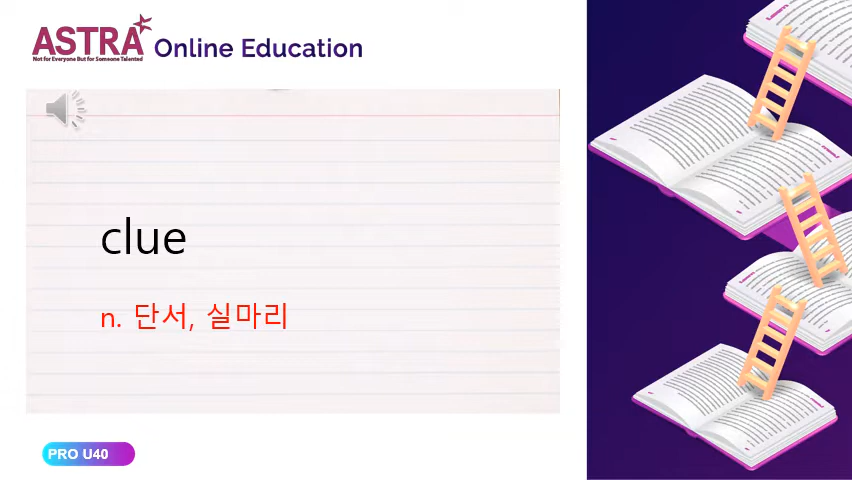 ASTRA
Not for Everyone But for Someone Talented
Online Education
clue
n. 단서, 실마리
PRO U40